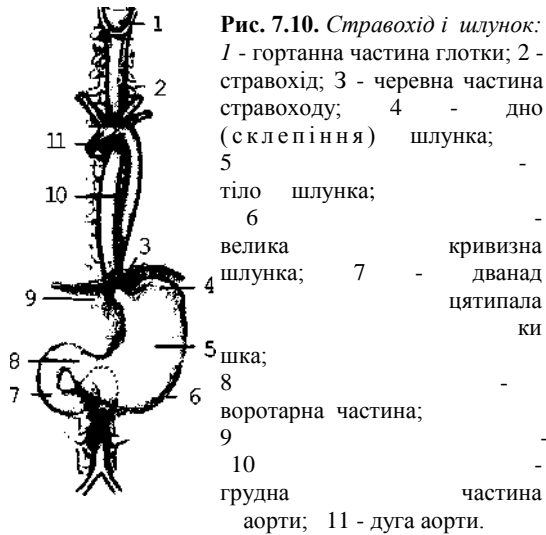 Рис. 7.10. Стравохід і шлунок:
1 - гортанна частина глотки; 2 -
стравохід; 3 - черевна частина
стравоходу; 4 - дно
(склепіння) шлунка;
5 -
тіло шлунка;
6 -
велика кривизна
шлунка; 7 - дванад
цятипала
ки
шка;
8 -
воротарна частина;
9 -
10 -
грудна частина
аорти; 11 - дуга аорти.
1
2
11
10
3
9
4
8
5
7
6